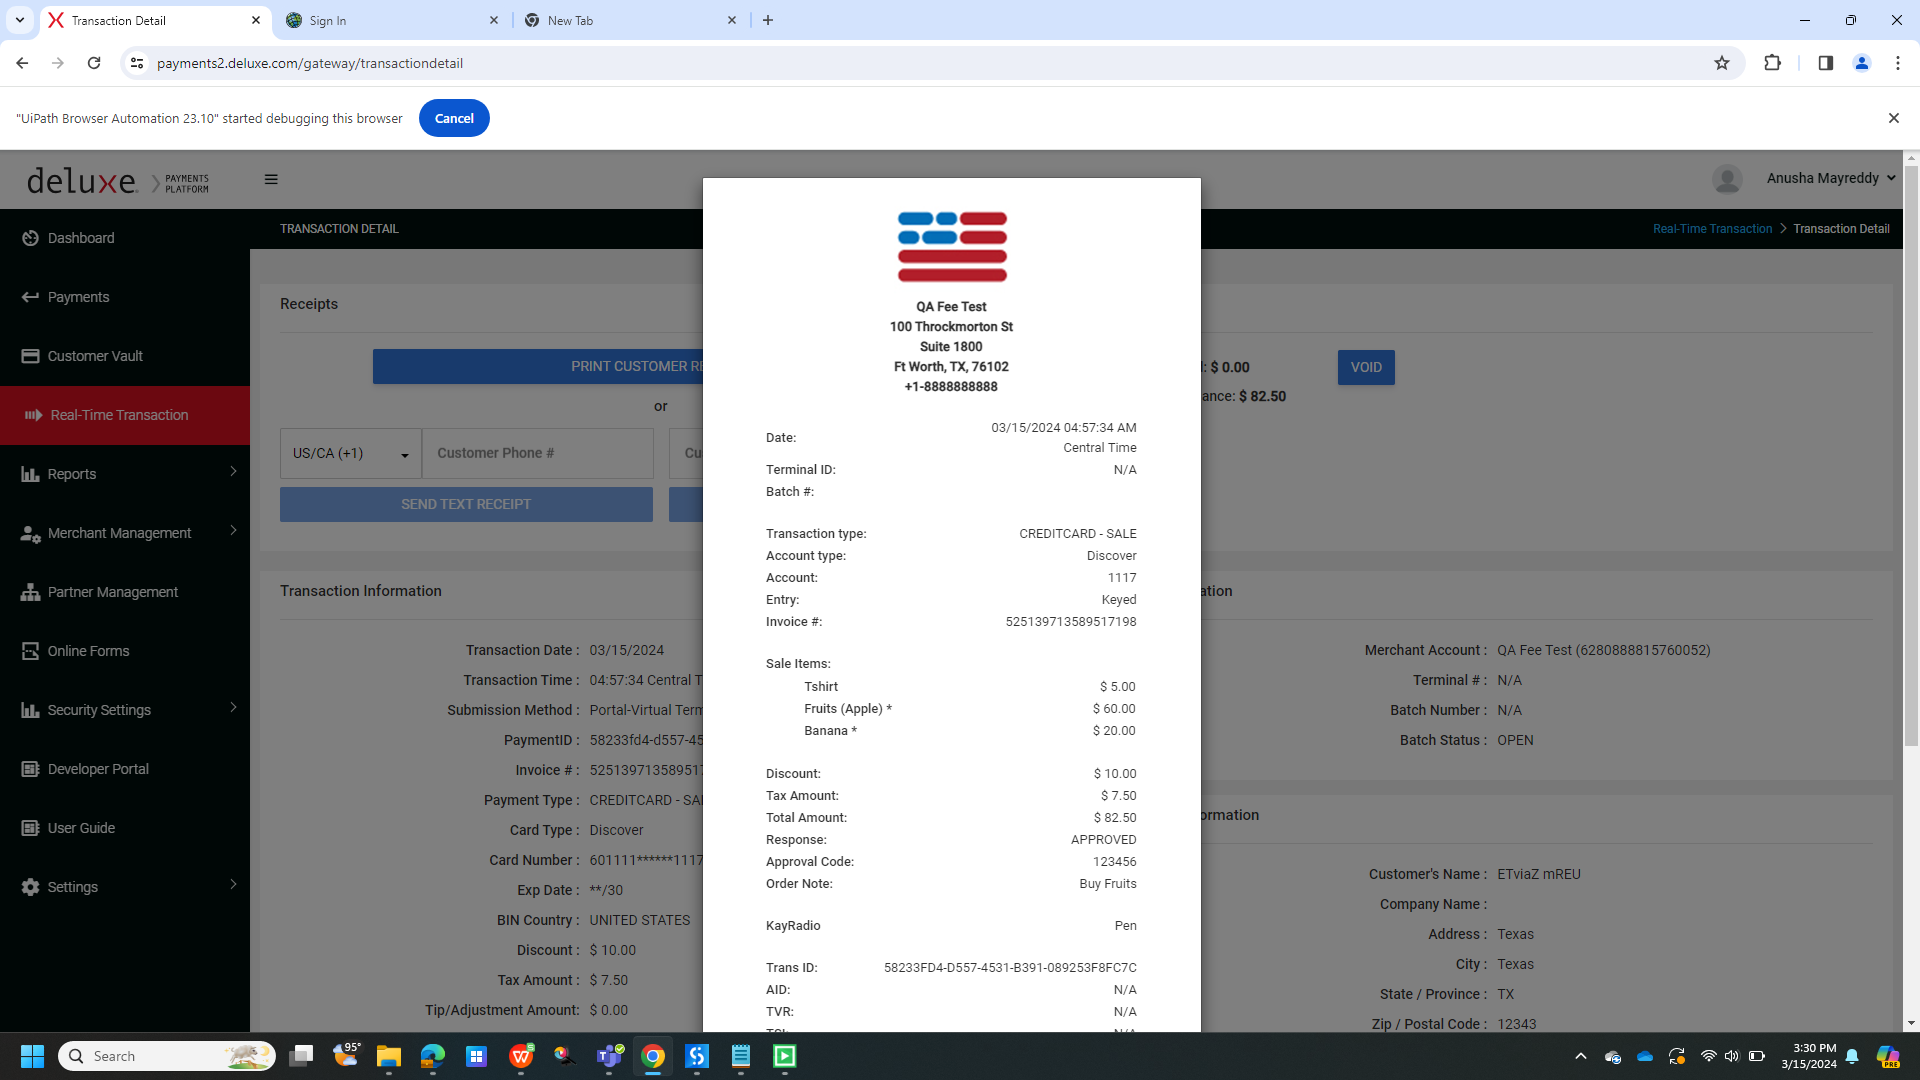 Transaction Detail
Sign In
New Tab
payments2.deluxe.com/gateway/transactiondetail
"UiPath Browser Automation 23.10" started debugging this browser
Cancel
deluxe. PAYMENTS PLATFORM
Anusha Mayreddy
Dashboard
Payments
Customer Vault
Real-Time Transaction
Reports
Merchant Management
Partner Management
Online Forms
Security Settings
Developer Portal
User Guide
Settings
TRANSACTION DETAIL
Real-Time Transaction > Transaction Detail
Receipts
PRINT CUSTOMER RE
or
US/CA (+1)
Customer Phone #
Cu
SEND TEXT RECEIPT
: $ 0.00
ance: $ 82.50
VOID
Transaction Information
Transaction Date : 03/15/2024
Transaction Time : 04:57:34 Central T
Submission Method : Portal-Virtual Term
PaymentID : 58233fd4-d557-45
Invoice # : 525139713589517
Payment Type : CREDITCARD - SAL
Card Type : Discover
Card Number : 601111******1117
Exp Date : **/30
BIN Country : UNITED STATES
Discount : $ 10.00
Tax Amount : $ 7.50
Tip/Adjustment Amount: $ 0.00
QA Fee Test
100 Throckmorton St
Suite 1800
Ft Worth, TX, 76102
+1-8888888888
Date: 03/15/2024 04:57:34 AM
Central Time
Terminal ID: N/A
Batch #:
Transaction type: CREDITCARD - SALE
Account type: Discover
Account: 1117
Entry: Keyed
Invoice #: 525139713589517198
Sale Items:
Tshirt $ 5.00
Fruits (Apple) * $ 60.00
Banana * $ 20.00
Discount: $ 10.00
Tax Amount: $ 7.50
Total Amount: $ 82.50
Response: APPROVED
Approval Code: 123456
Order Note: Buy Fruits
KayRadio Pen
Trans ID: 58233FD4-D557-4531-B391-089253F8FC7C
AID: N/A
TVR: N/A
TSI: N/A
ation
Merchant Account : QA Fee Test (6280888815760052)
Terminal # : N/A
Batch Number : N/A
Batch Status : OPEN
ormation
Customer's Name : ETviaZ mREU
Company Name :
Address : Texas
City : Texas
State / Province : TX
Zip / Postal Code : 12343
Search
95°
3:30 PM
3/15/2024
PRE